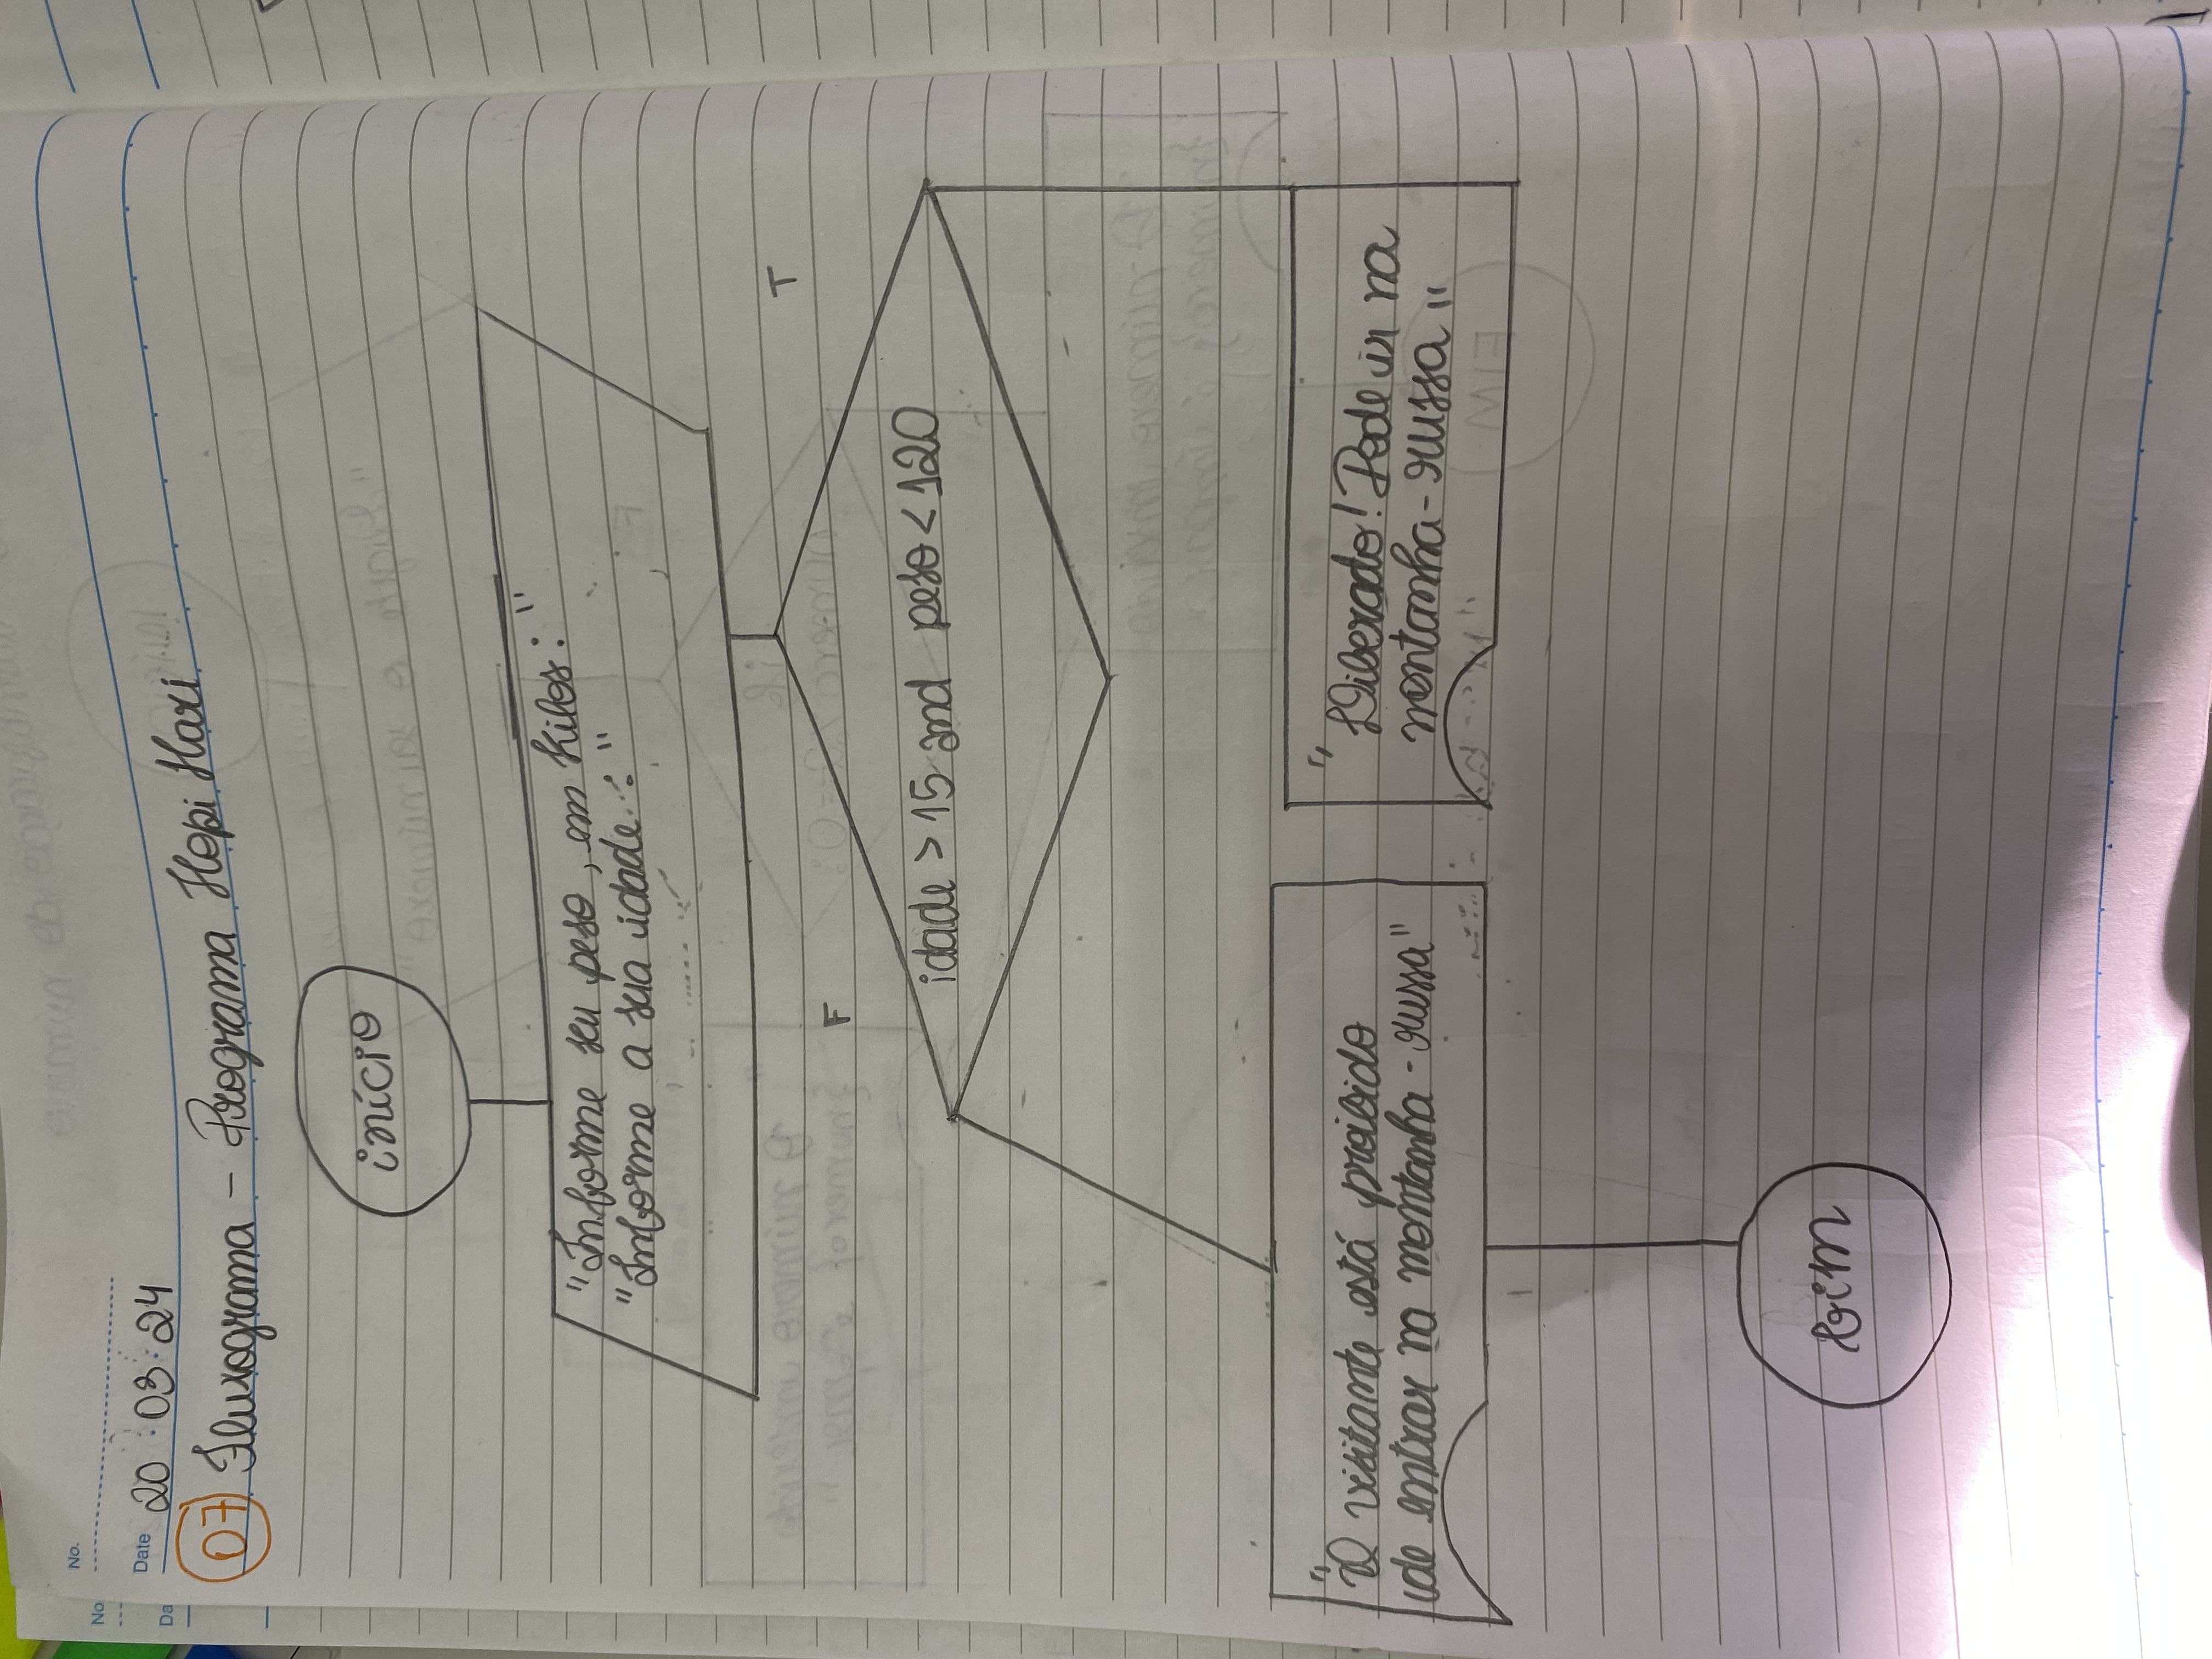 No.
No
Date 20 : 03 : 24
Da
07 Fluxograma - Programa Hopi Hari
início
"Informe seu peso, em kilos: "
"Informe a sua idade : "
T
F
idade > 15 and peso < 120
"O visitante está proibido
de entrar na montanha-russa"
"Liberado! Pode ir na
montanha-russa"
fim